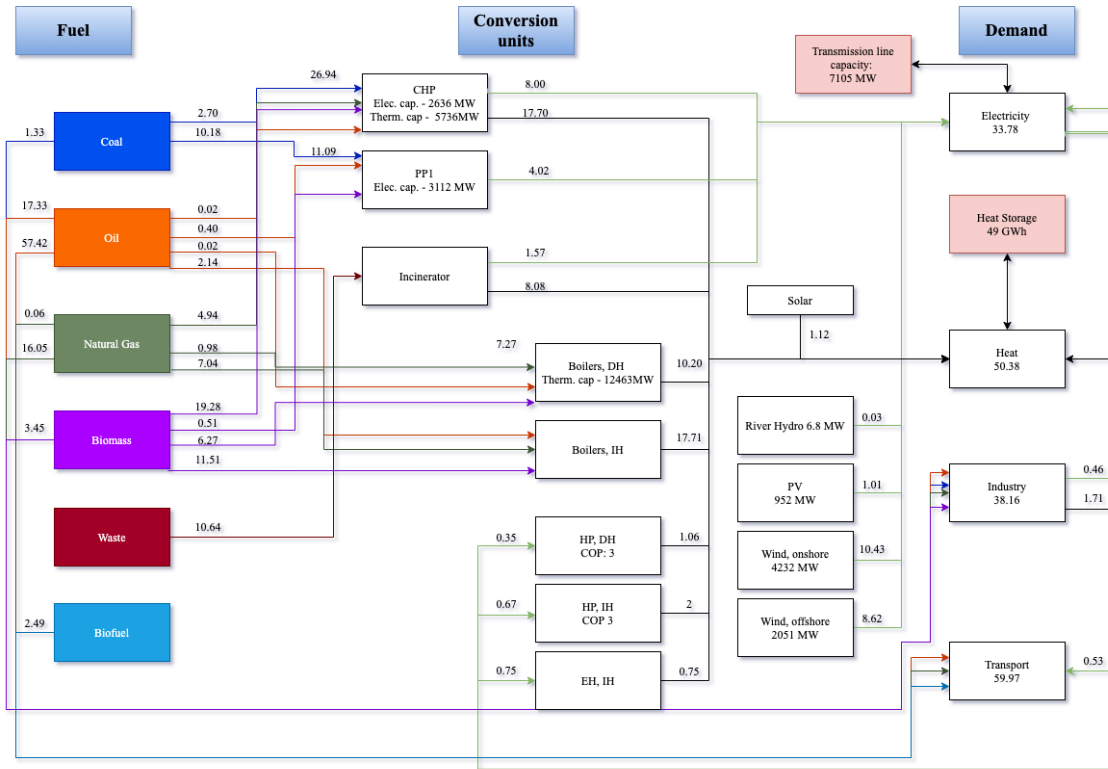 Fuel
Conversion
units
Demand
Transmission line
capacity:
7105 MW
26.94
CHP
Elec. cap. - 2636 MW
Therm. cap - 5736MW
8.00
17.70
Electricity
33.78
1.33
Coal
2.70
10.18
11.09
PP1
Elec. cap. - 3112 MW
4.02
17.33
57.42
Oil
0.02
0.40
0.02
2.14
Heat Storage
49 GWh
Incinerator
1.57
8.08
Solar
1.12
0.06
16.05
Natural Gas
4.94
0.98
7.04
7.27
Boilers, DH
Therm. cap - 12463MW
10.20
Heat
50.38
3.45
Biomass
19.28
0.51
6.27
11.51
Boilers, IH
17.71
River Hydro 6.8 MW
0.03
PV
952 MW
1.01
Industry
38.16
0.46
1.71
Waste
10.64
0.35
HP, DH
COP: 3
1.06
Wind, onshore
4232 MW
10.43
2.49
Biofuel
0.67
HP, IH
COP 3
2
Wind, offshore
2051 MW
8.62
0.75
EH, IH
0.75
Transport
59.97
0.53